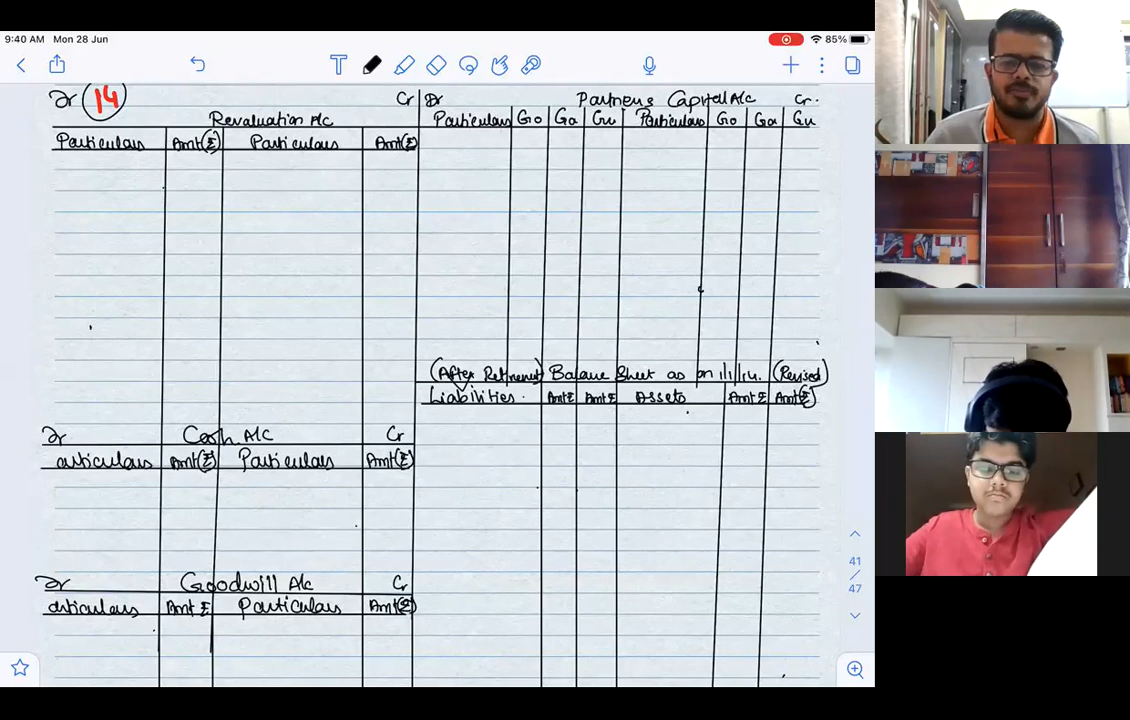 9:40 AM Mon 28 Jun
85%
T
Dr 14 Cr
Revaluation A/c
Particulars Amt(₹) Particulars Amt(₹)
Dr Partners Capital A/c Cr.
Particulars Go Ga Gu Particulars Go Ga Gu
(After Retirement) Balance Sheet as on 1/1/14. (Revised)
Liabilities. Amt ₹ Amt ₹ Assets Amt ₹ Amt(₹)
Dr Cash A/c Cr
articulars Amt(₹) Particulars Amt(₹)
Dr Goodwill A/c Cr
articulars Amt ₹ Particulars Amt(₹)
41
/
47